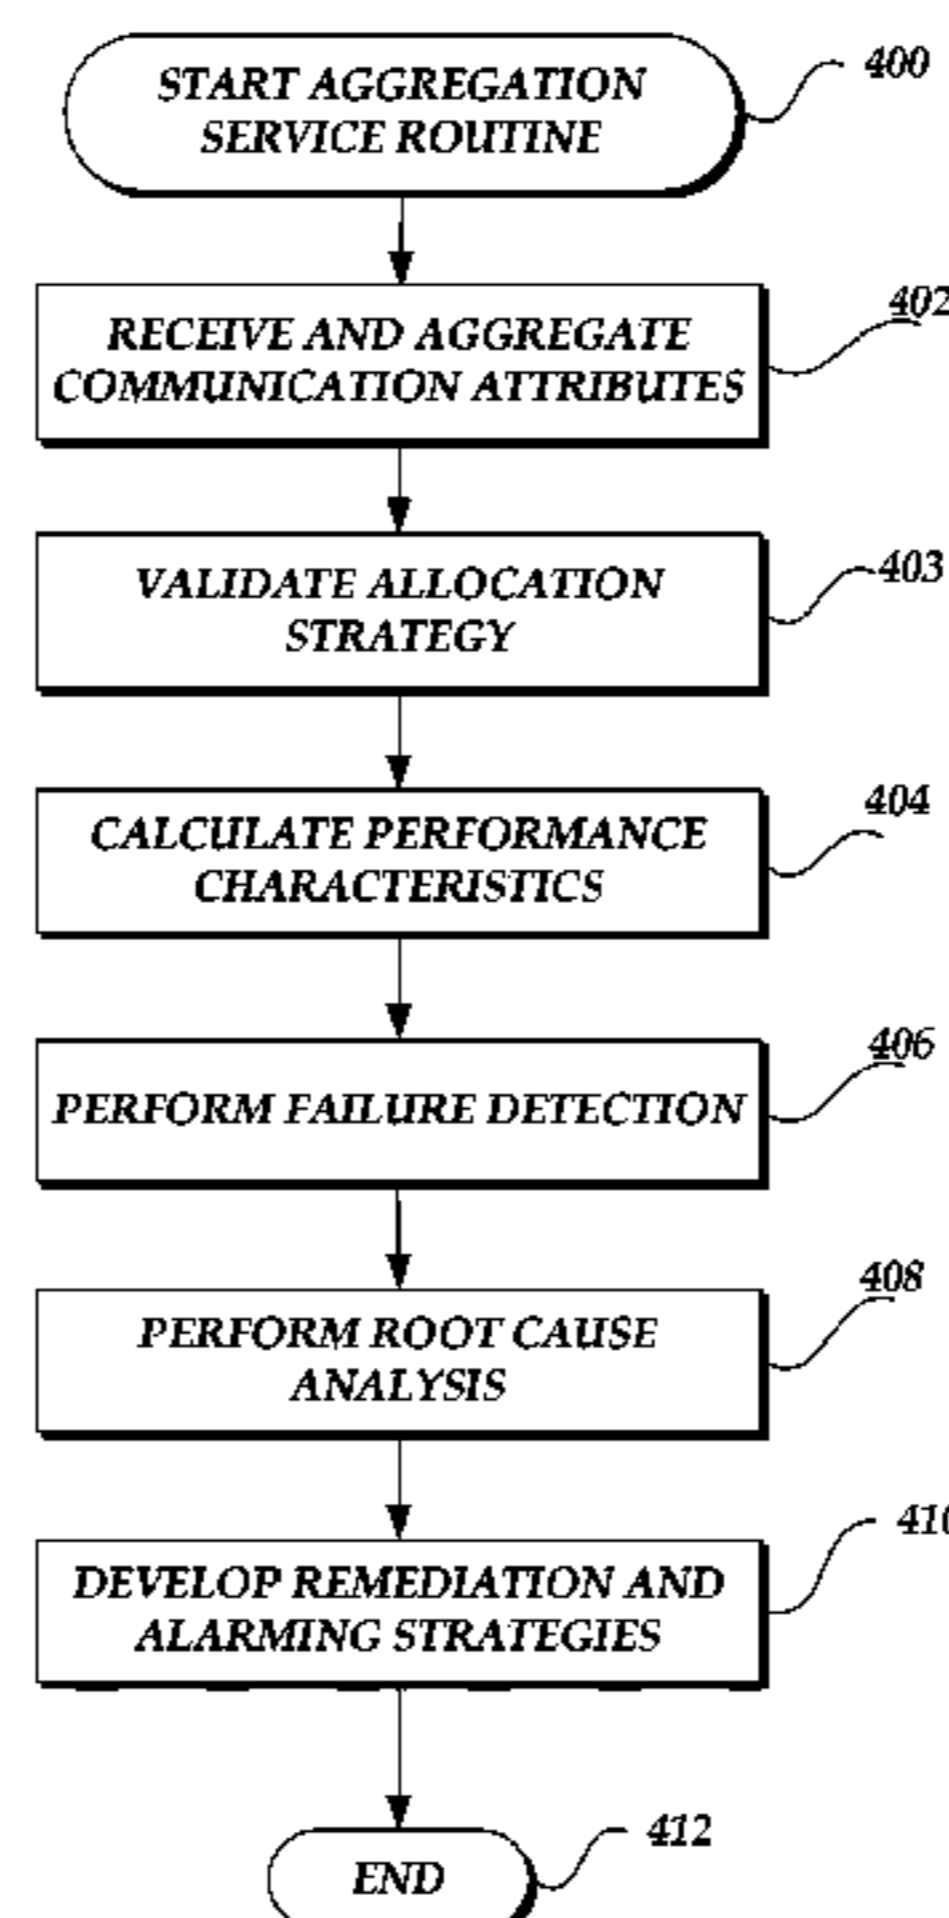 START AGGREGATION
SERVICE ROUTINE
400
RECEIVE AND AGGREGATE
COMMUNICATION ATTRIBUTES
402
VALIDATE ALLOCATION
STRATEGY
403
CALCULATE PERFORMANCE
CHARACTERISTICS
404
PERFORM FAILURE DETECTION
406
PERFORM ROOT CAUSE
ANALYSIS
408
DEVELOP REMEDIATION AND
ALARMING STRATEGIES
410
END
412